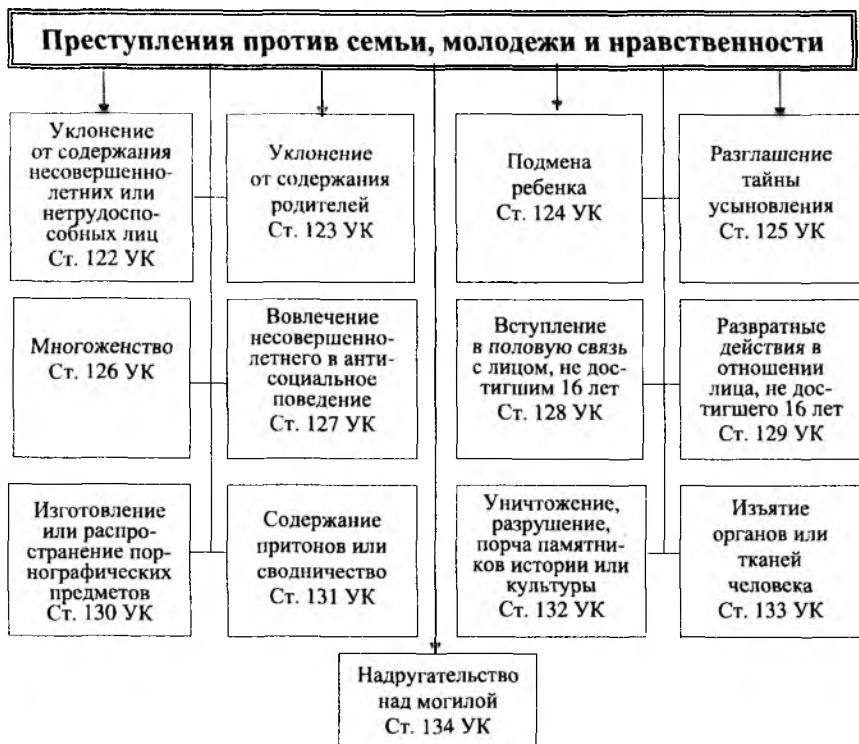 Преступления против семьи, молодежи и нравственности
Уклонение
от содержания
несовершенно-
летних или
нетрудоспо-
собных лиц
Ст. 122 УК
Уклонение
от содержания
родителей
Ст. 123 УК
Подмена
ребенка
Ст. 124 УК
Разглашение
тайны
усыновления
Ст. 125 УК
Многоженство
Ст. 126 УК
Вовлечение
несовершенно-
летнего в анти-
социальное
поведение
Ст. 127 УК
Вступление
в половую связь
с лицом, не дос-
тигшим 16 лет
Ст. 128 УК
Развратные
действия в
отношении
лица, не дос-
тигшего 16 лет
Ст. 129 УК
Изготовление
или распро-
странение пор-
нографических
предметов
Ст. 130 УК
Содержание
притонов или
сводничество
Ст. 131 УК
Уничтожение,
разрушение,
порча памятни-
ков истории или
культуры
Ст. 132 УК
Изъятие
органов или
тканей
человека
Ст. 133 УК
Надругательство
над могилой
Ст. 134 УК